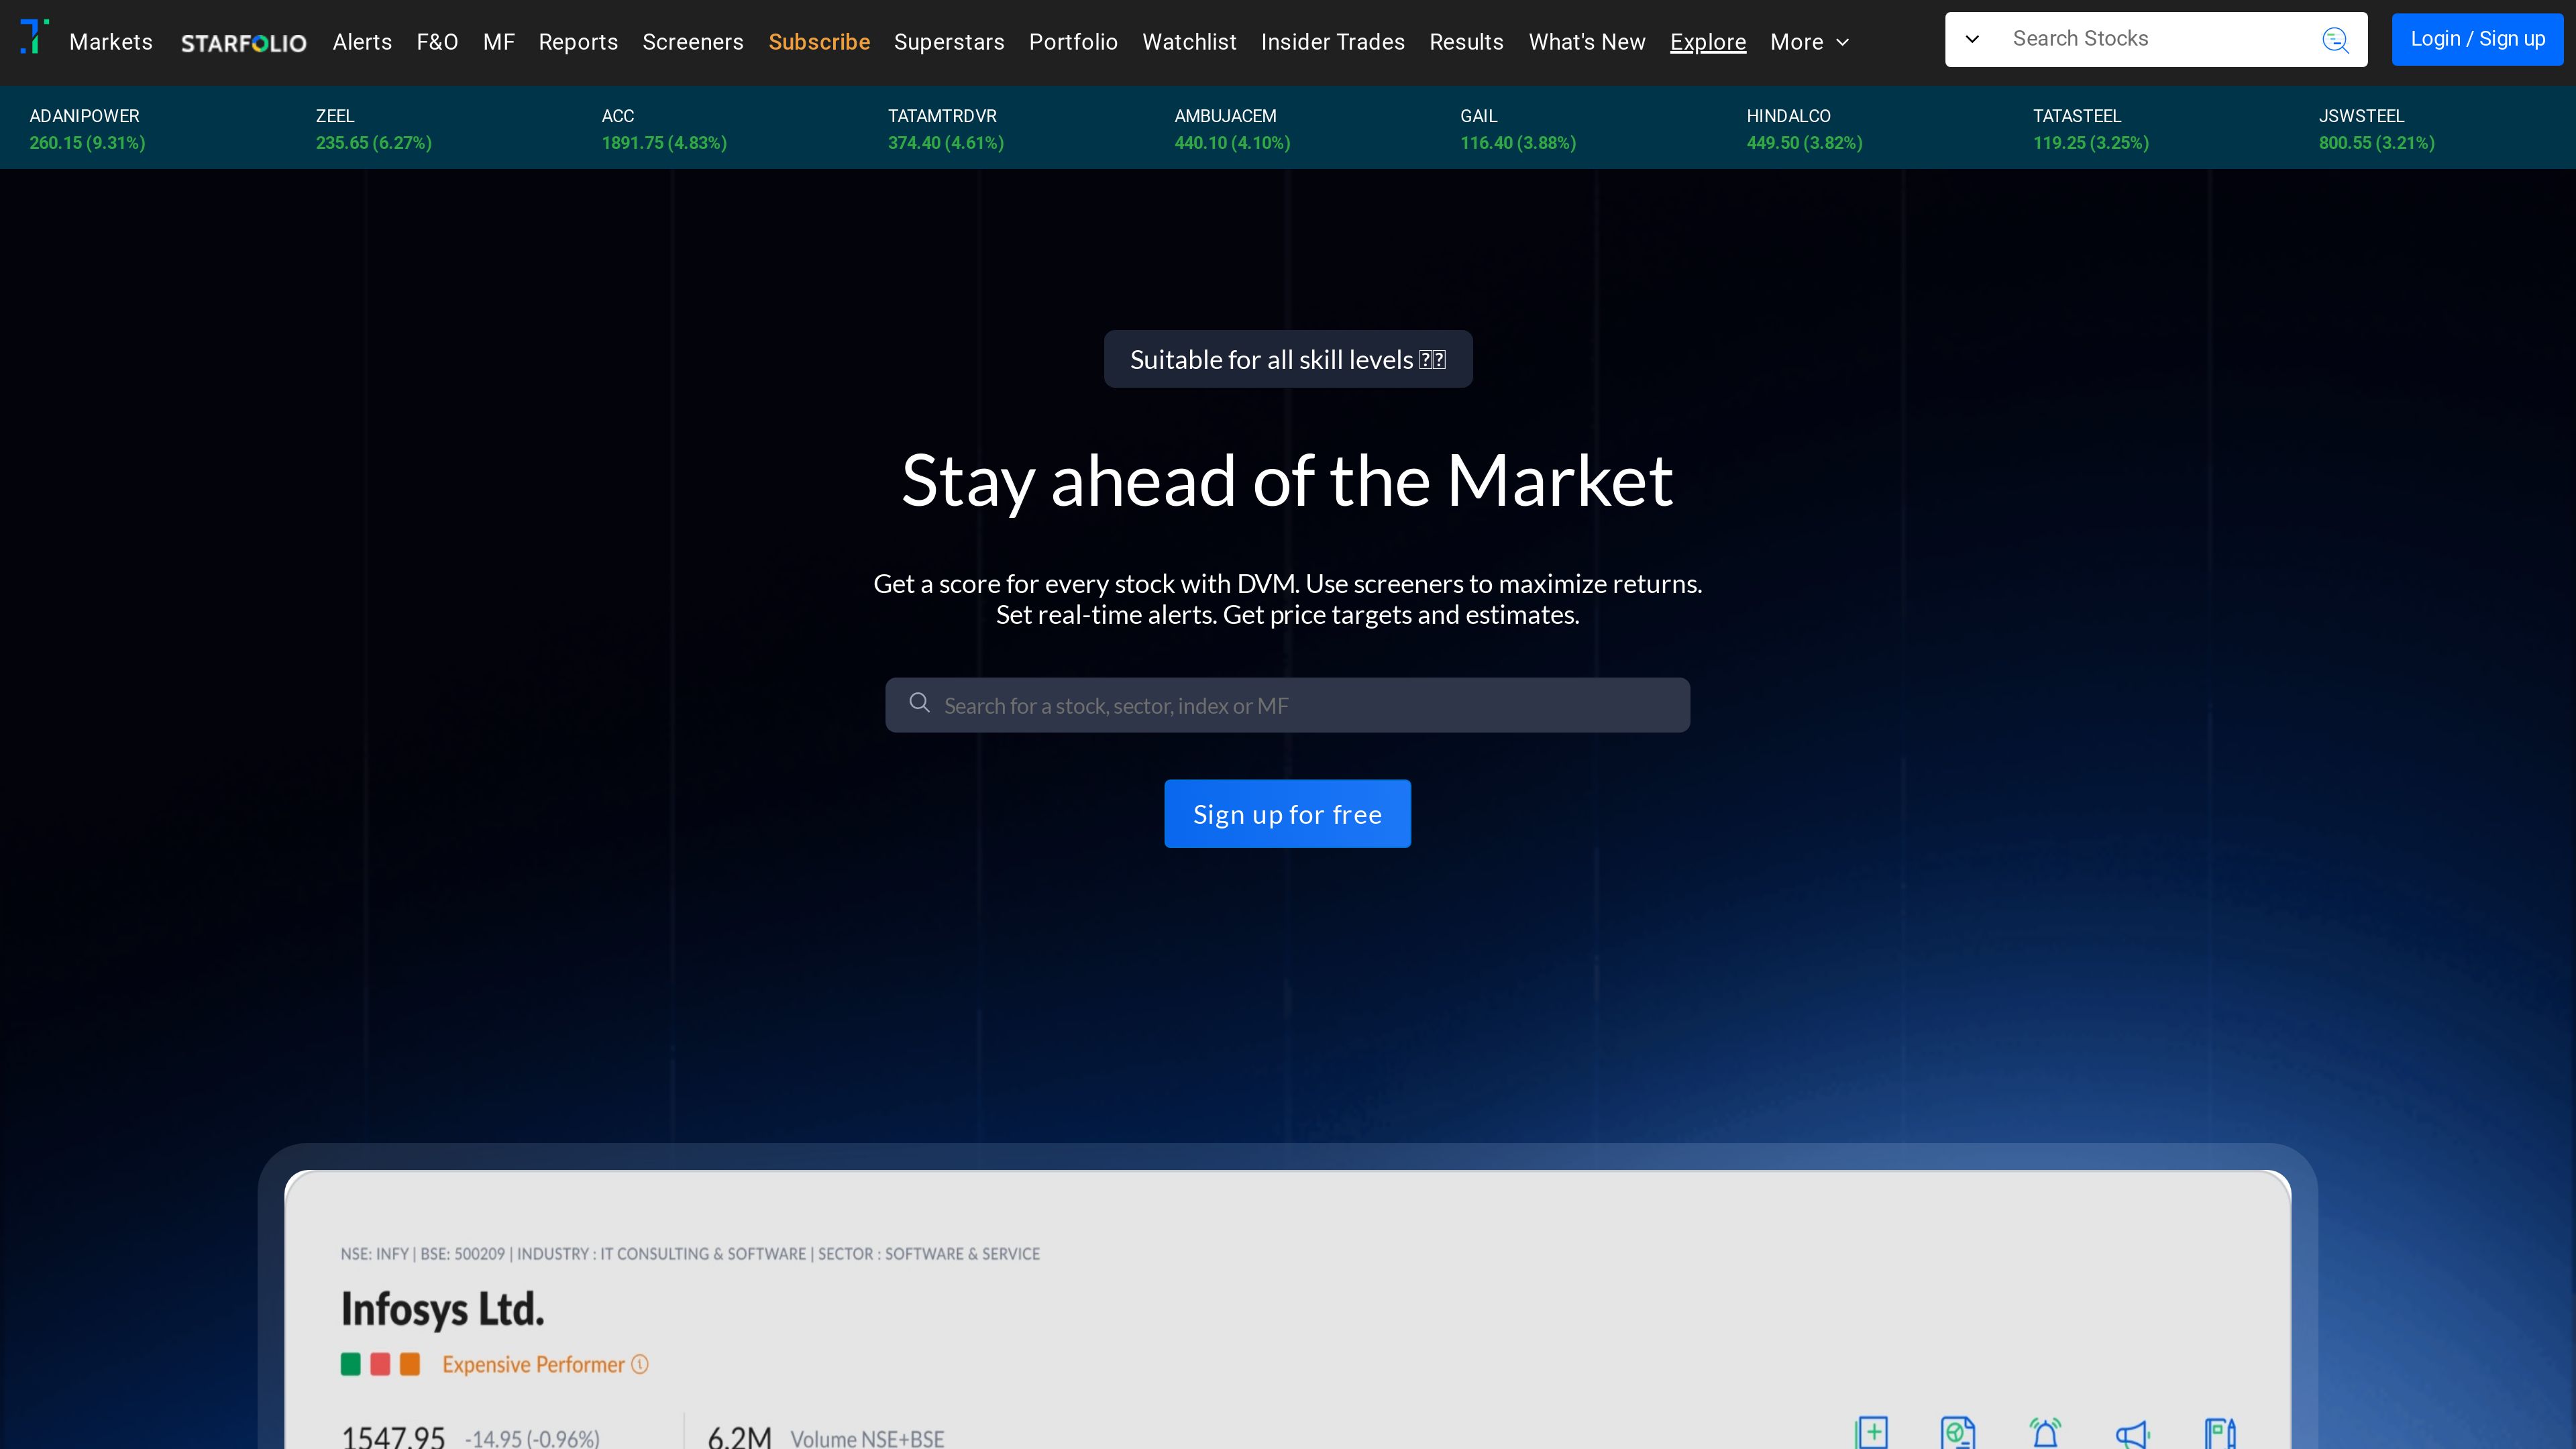 Markets STARFOLIO Alerts F&O MF Reports Screeners Subscribe Superstars Portfolio Watchlist Insider Trades Results What's New Explore More Search Stocks Login / Sign up
ADANIPOWER ZEEL ACC TATAMTRDVR AMBUJACEM GAIL HINDALCO TATASTEEL JSWSTEEL
260.15 (9.31%) 235.65 (6.27%) 1891.75 (4.83%) 374.40 (4.61%) 440.10 (4.10%) 116.40 (3.88%) 449.50 (3.82%) 119.25 (3.25%) 800.55 (3.21%)
Suitable for all skill levels
Stay ahead of the Market
Get a score for every stock with DVM. Use screeners to maximize returns.
Set real-time alerts. Get price targets and estimates.
Search for a stock, sector, index or MF
Sign up for free
NSE: INFY | BSE: 500209 | INDUSTRY : IT CONSULTING & SOFTWARE | SECTOR : SOFTWARE & SERVICE
Infosys Ltd.
Expensive Performer
1547.95 -14.95 (-0.96%) 6.2M Volume NSE+BSE